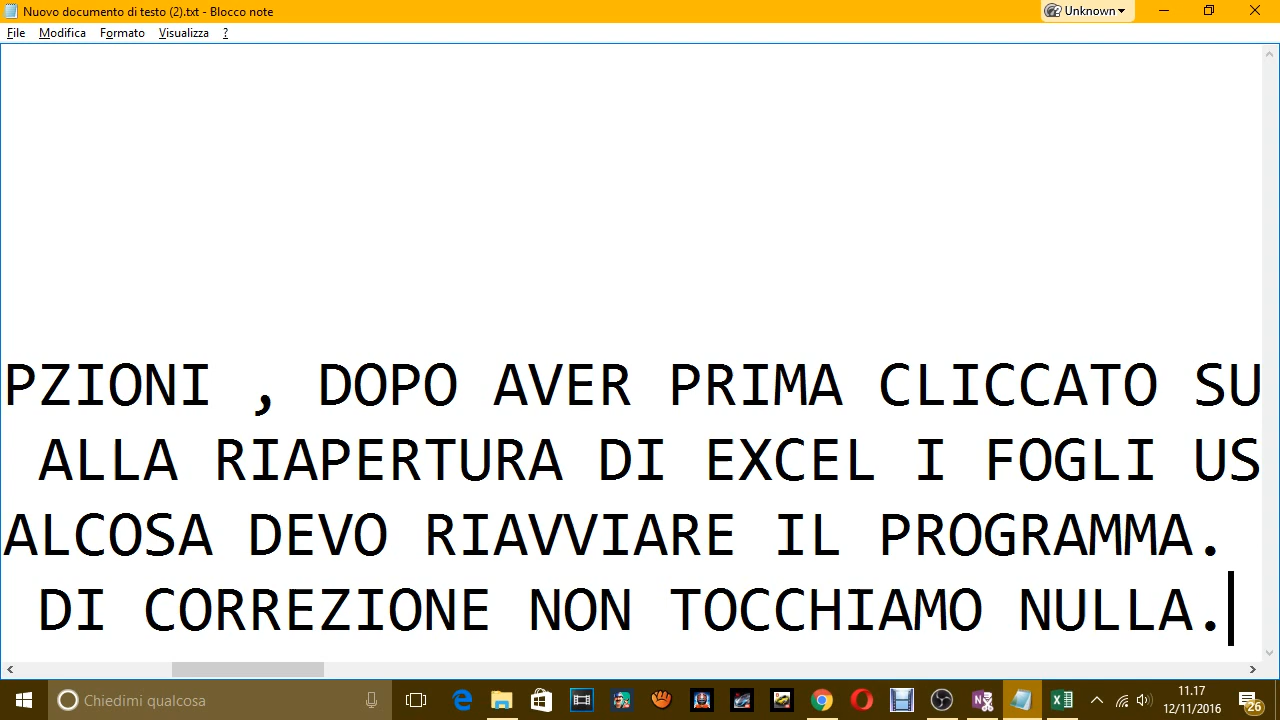 Nuovo documento di testo (2).txt - Blocco note
Unknown
File Modifica Formato Visualizza ?
PZIONI , DOPO AVER PRIMA CLICCATO SU
ALLA RIAPERTURA DI EXCEL I FOGLI US
ALCOSA DEVO RIAVVIARE IL PROGRAMMA.
DI CORREZIONE NON TOCCHIAMO NULLA.
Chiedimi qualcosa
11.17
12/11/2016
26